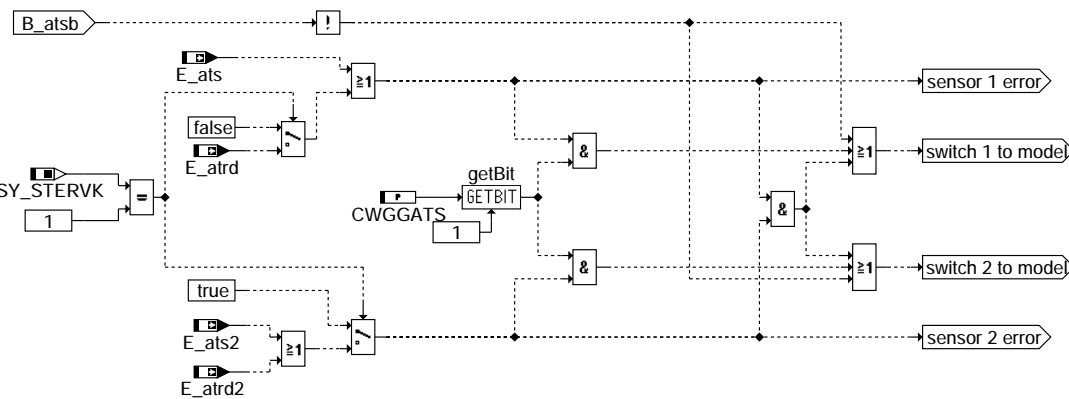 B_atsb
!
E_ats
≥1
sensor 1 error
false
E_atrd
&
≥1
switch 1 to model
SY_STERVK
=
getBit
GETBIT
P
CWGGATS
1
1
&
&
≥1
switch 2 to model
true
E_ats2
≥1
sensor 2 error
E_atrd2